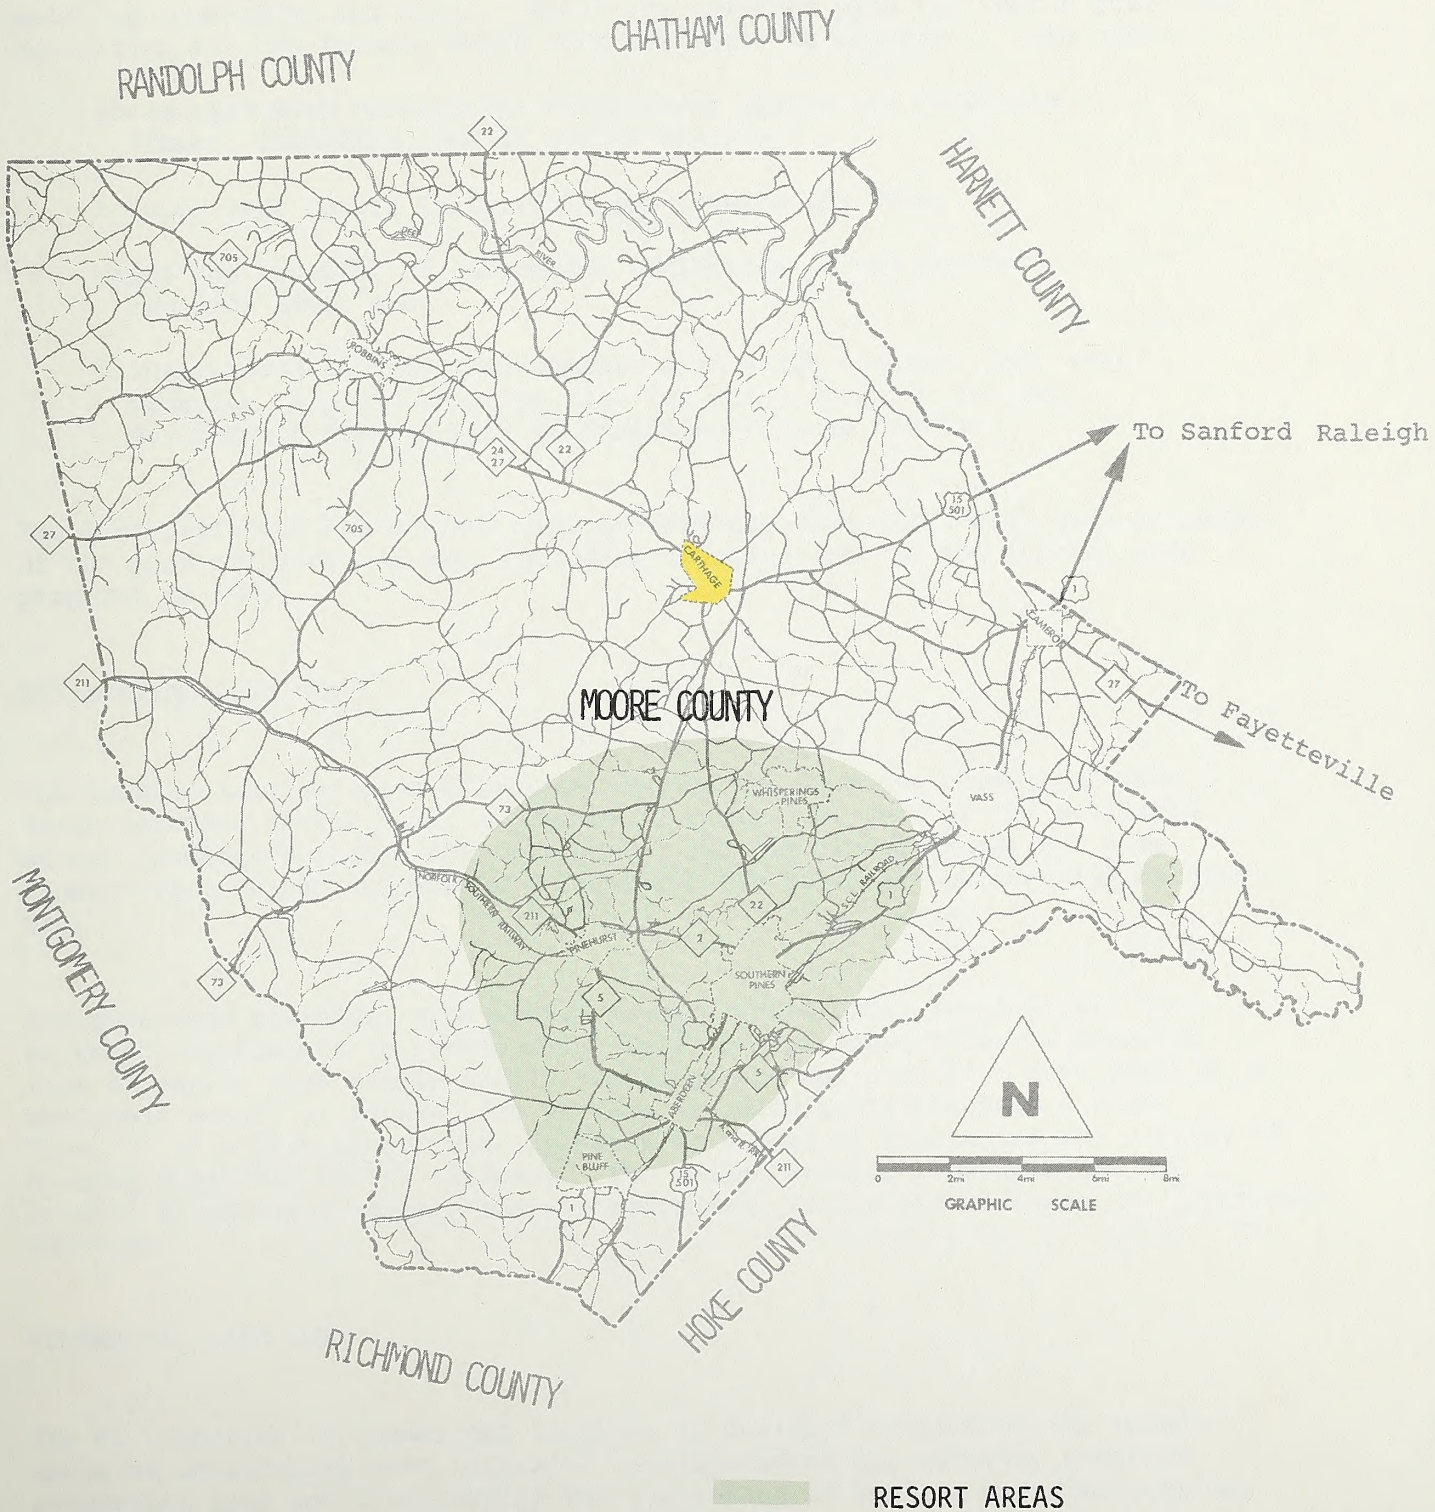 CHATHAM COUNTY
RANDOLPH COUNTY
22
HARNETT COUNTY
DEEP
RIVER
705
ROBBINS
To Sanford Raleigh
24
27
22
15
501
27
705
CARTHAGE
1
CAMERON
211
27
To Fayetteville
MOORE COUNTY
WHISPERINGS
PINES
VASS
73
NORFOLK
SOUTHERN
RAILWAY
S.C.L. RAILROAD
1
211
22
2
PINEHURST
MONTGOMERY COUNTY
73
SOUTHERN
PINES
5
5
ABERDEEN
N
PINE
BLUFF
15
501
211
0 2mi 4mi 6mi 8mi
GRAPHIC SCALE
1
HOKE COUNTY
RICHMOND COUNTY
RESORT AREAS